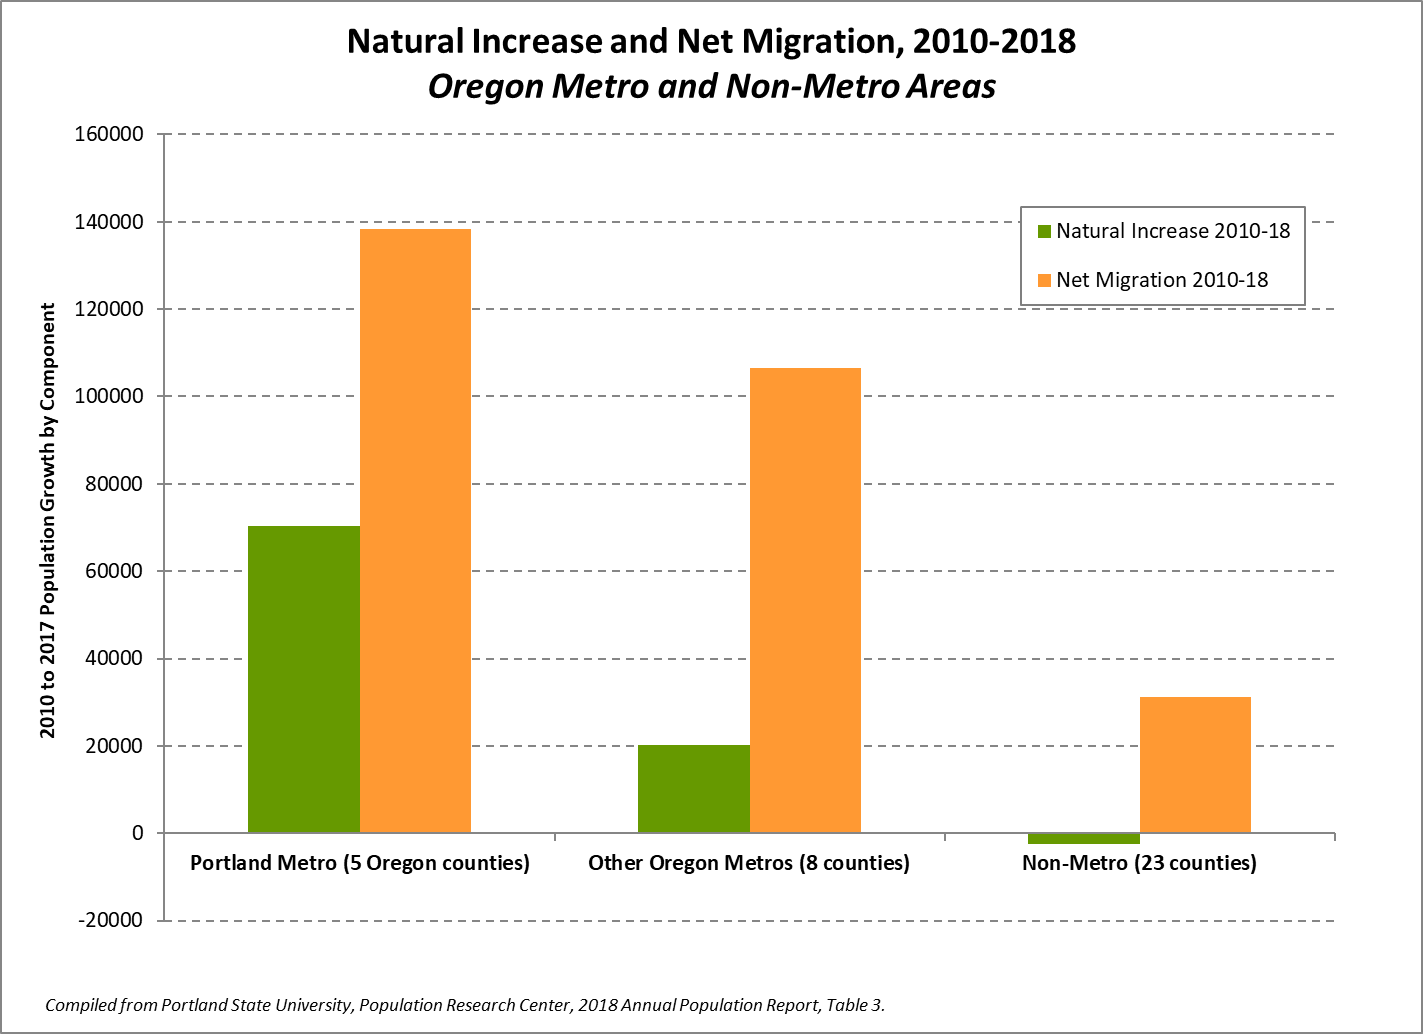 Natural Increase and Net Migration, 2010-2018
Oregon Metro and Non-Metro Areas
2010 to 2017 Population Growth by Component
160000
140000
120000
100000
80000
60000
40000
20000
0
-20000
Natural Increase 2010-18
Net Migration 2010-18
Portland Metro (5 Oregon counties)
Other Oregon Metros (8 counties)
Non-Metro (23 counties)
Compiled from Portland State University, Population Research Center, 2018 Annual Population Report, Table 3.